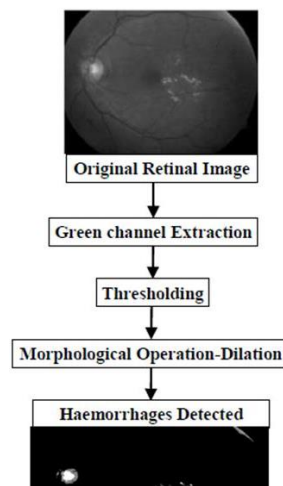 Original Retinal Image
Green channel Extraction
Thresholding
Morphological Operation-Dilation
Haemorrhages Detected